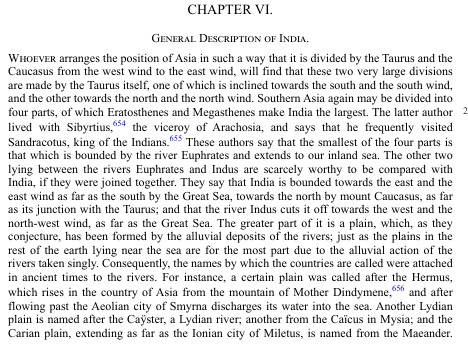 CHAPTER VI.
GENERAL DESCRIPTION OF INDIA.
WHOEVER arranges the position of Asia in such a way that it is divided by the Taurus and the
Caucasus from the west wind to the east wind, will find that these two very large divisions
are made by the Taurus itself, one of which is inclined towards the south and the south wind,
and the other towards the north and the north wind. Southern Asia again may be divided into
four parts, of which Eratosthenes and Megasthenes make India the largest. The latter author 2
lived with Sibyrtius,654 the viceroy of Arachosia, and says that he frequently visited
Sandracotus, king of the Indians.655 These authors say that the smallest of the four parts is
that which is bounded by the river Euphrates and extends to our inland sea. The other two
lying between the rivers Euphrates and Indus are scarcely worthy to be compared with
India, if they were joined together. They say that India is bounded towards the east and the
east wind as far as the south by the Great Sea, towards the north by mount Caucasus, as far
as its junction with the Taurus; and that the river Indus cuts it off towards the west and the
north-west wind, as far as the Great Sea. The greater part of it is a plain, which, as they
conjecture, has been formed by the alluvial deposits of the rivers; just as the plains in the
rest of the earth lying near the sea are for the most part due to the alluvial action of the
rivers taken singly. Consequently, the names by which the countries are called were attached
in ancient times to the rivers. For instance, a certain plain was called after the Hermus,
which rises in the country of Asia from the mountain of Mother Dindymene,656 and after
flowing past the Aeolian city of Smyrna discharges its water into the sea. Another Lydian
plain is named after the Caÿster, a Lydian river; another from the Caïcus in Mysia; and the
Carian plain, extending as far as the Ionian city of Miletus, is named from the Maeander.